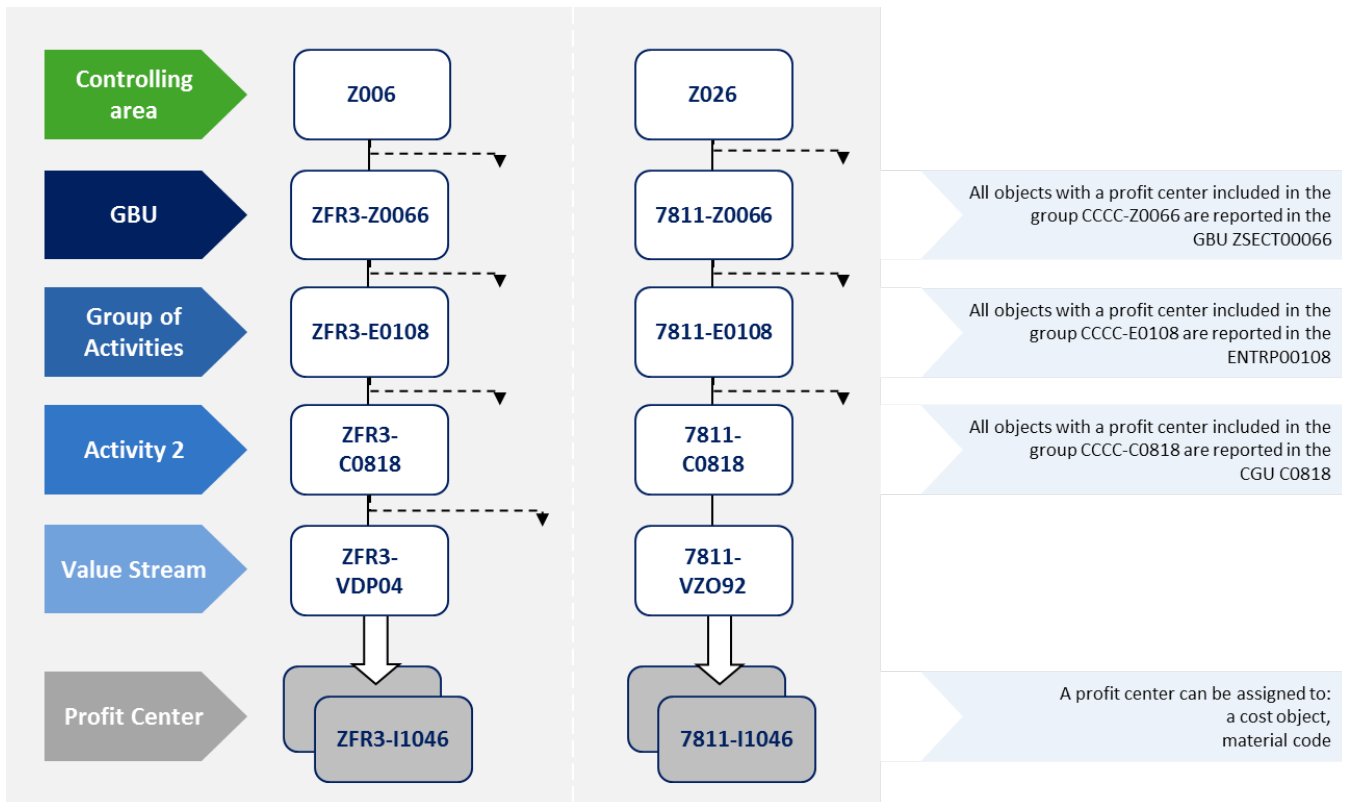 Controlling
area
Z006
Z026
GBU
ZFR3-Z0066
7811-Z0066
All objects with a profit center included in the
group CCCC-Z0066 are reported in the
GBU ZSECT00066
Group of
Activities
ZFR3-E0108
7811-E0108
All objects with a profit center included in the
group CCCC-E0108 are reported in the
ENTRP00108
Activity 2
ZFR3-
C0818
7811-
C0818
All objects with a profit center included in the
group CCCC-C0818 are reported in the
CGU C0818
Value Stream
ZFR3-
VDP04
7811-
VZO92
Profit Center
ZFR3-I1046
7811-I1046
A profit center can be assigned to:
a cost object,
material code